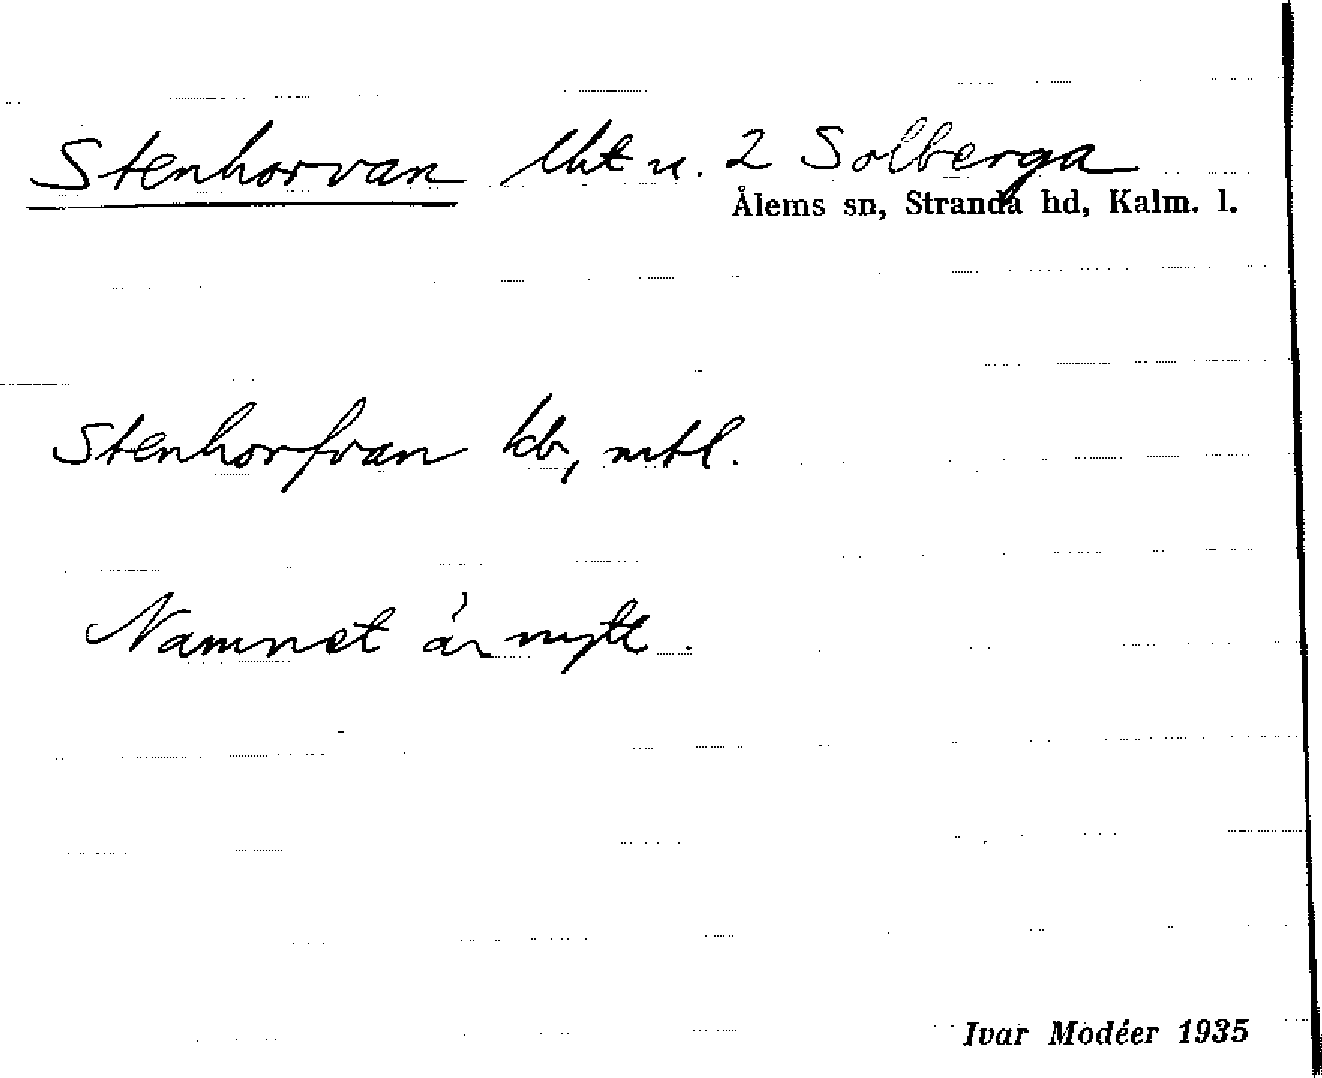 Stenhorvan lht u. 2 Solberga
Ålems sn, Stranda hd, Kalm. l.
Stenhorfvan kb, mtl.
Namnet är nytt.
Ivar Modéer 1935